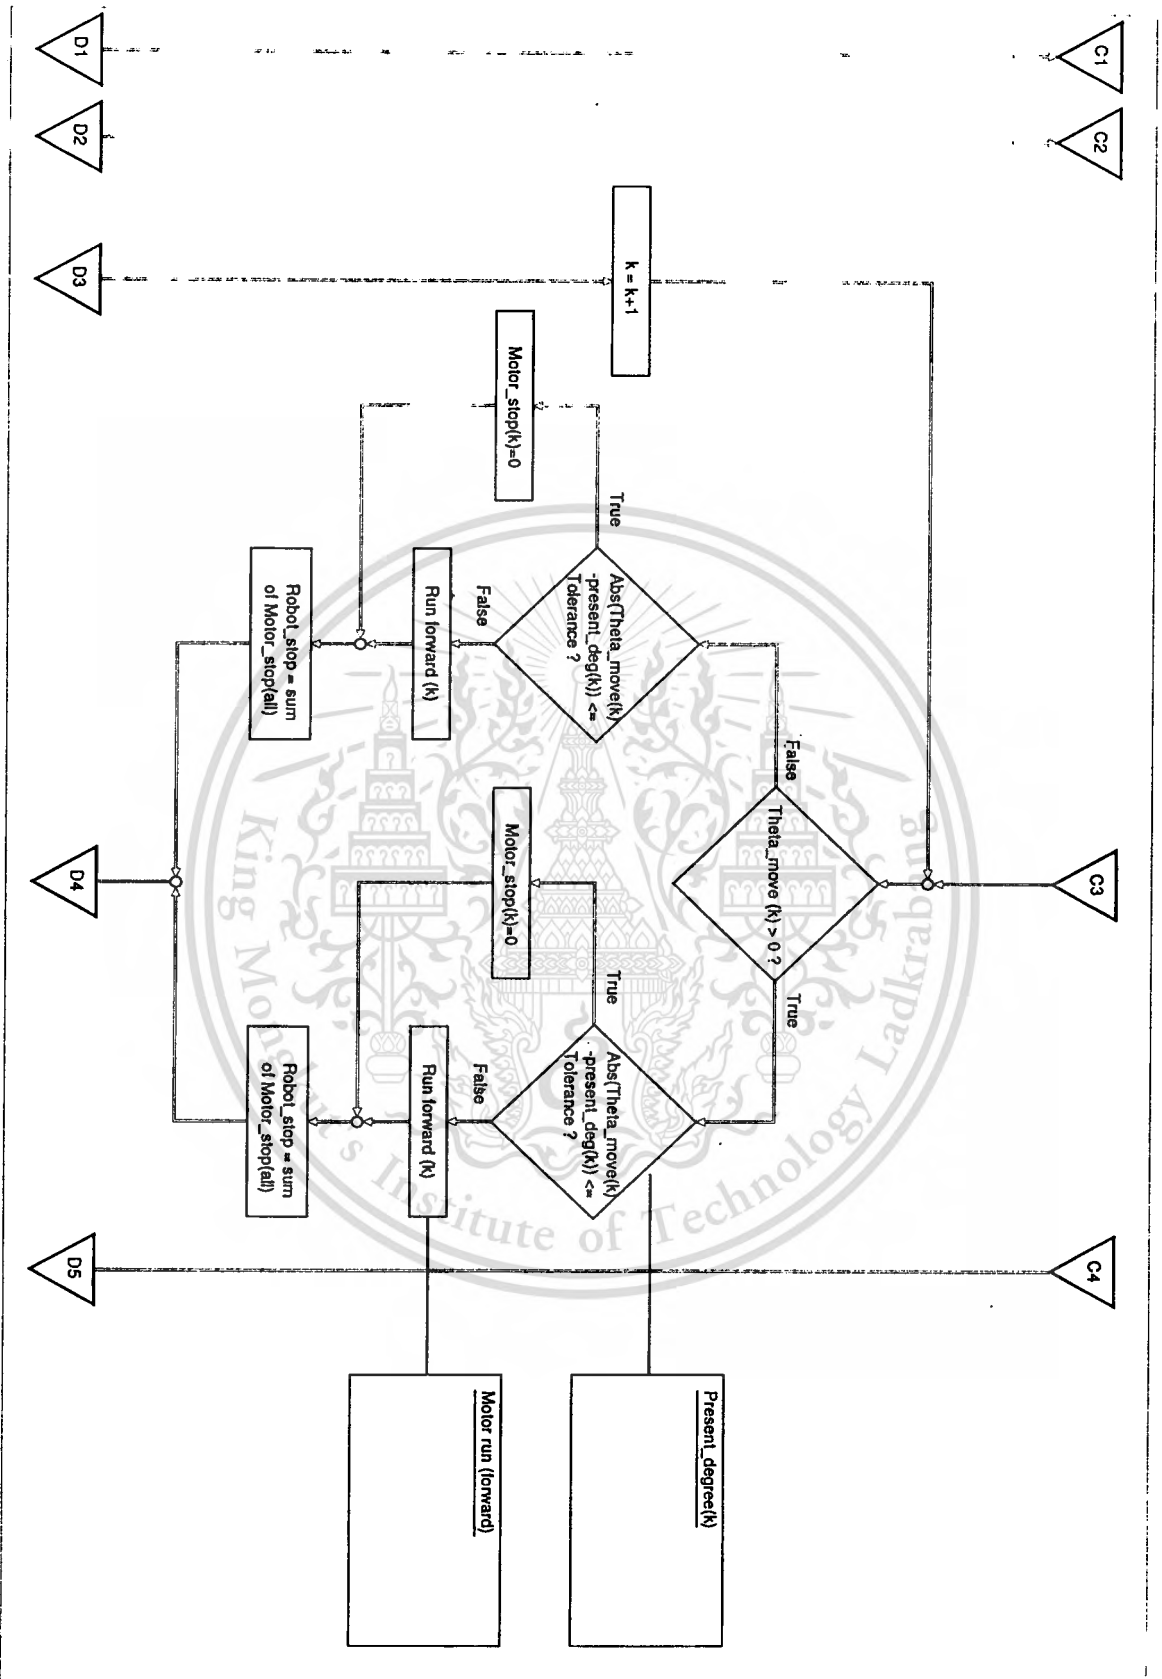 C1
C2
C3
C4
k = k+1
Theta_move (k) > 0 ?
False
True
Abs(Theta_move(k)
-present_deg(k)) <=
Tolerance ?
True
False
Motor_stop(k)=0
Run forward (k)
Robot_stop = sum
of Motor_stop(all)
Abs(Theta_move(k)
-present_deg(k)) <=
Tolerance ?
True
False
Motor_stop(k)=0
Run forward (k)
Robot_stop = sum
of Motor_stop(all)
Present_degree(k)
Motor run (forward)
D1
D2
D3
D4
D5
King Mongkut's Institute of Technology Ladkrabang